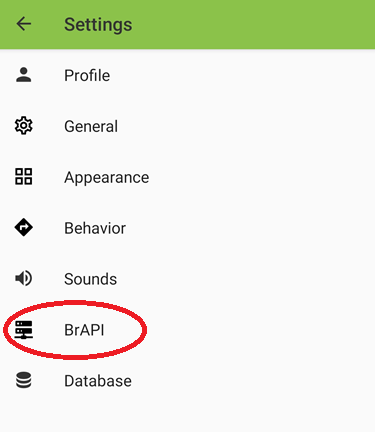 Settings
Profile
General
Appearance
Behavior
Sounds
BrAPI
Database